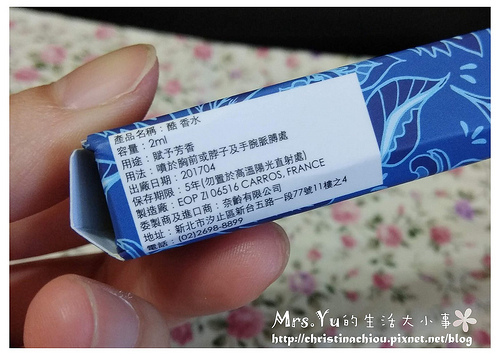 產品名稱：酷 香水
容量：2ml
用途：賦予芳香
用法：噴於胸前或脖子及手腕脈膊處
出廠日期：201704
保存期限：5年(勿置於高溫陽光直射處)
製造廠：EOP ZI 06516 CARROS, FRANCE
委製商及進口商：奈齡有限公司
地址：新北市汐止區新台五路一段77號11樓之4
電話：(02)2698-8899
Mrs.Yu的生活大小事
http://christinachiou.pixnet.net/blog